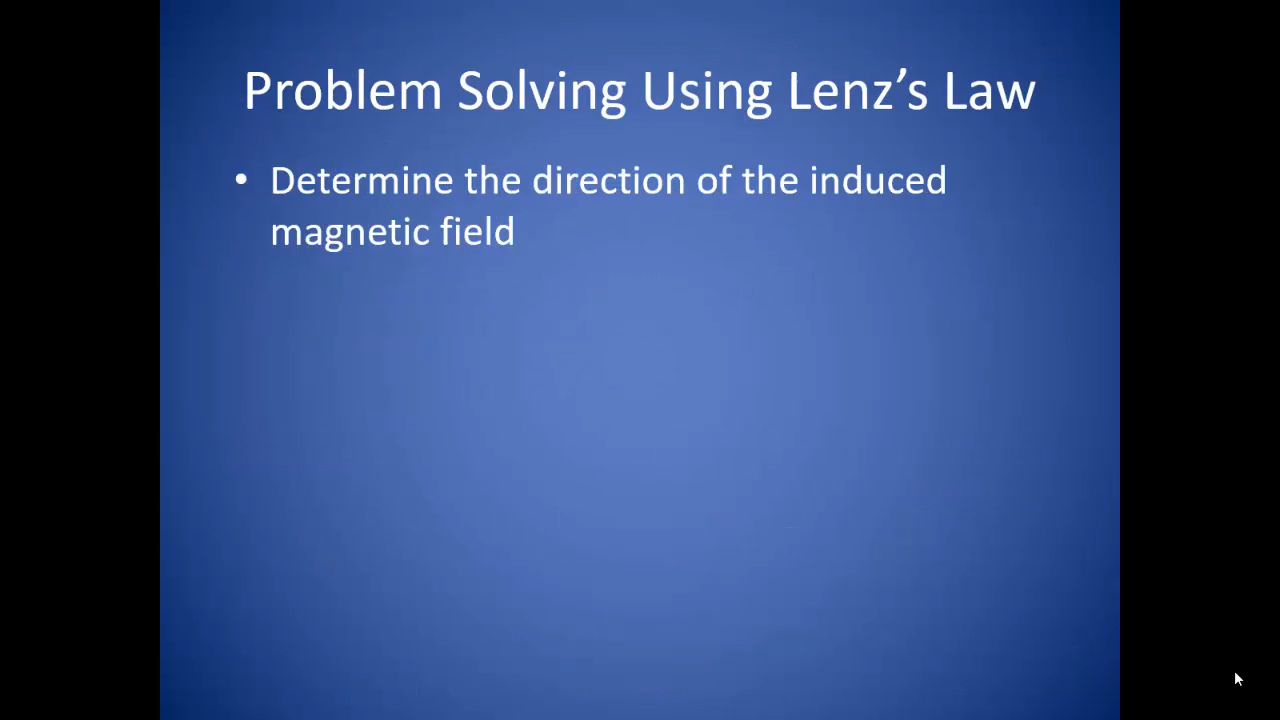 Problem Solving Using Lenz’s Law
• Determine the direction of the induced
magnetic field